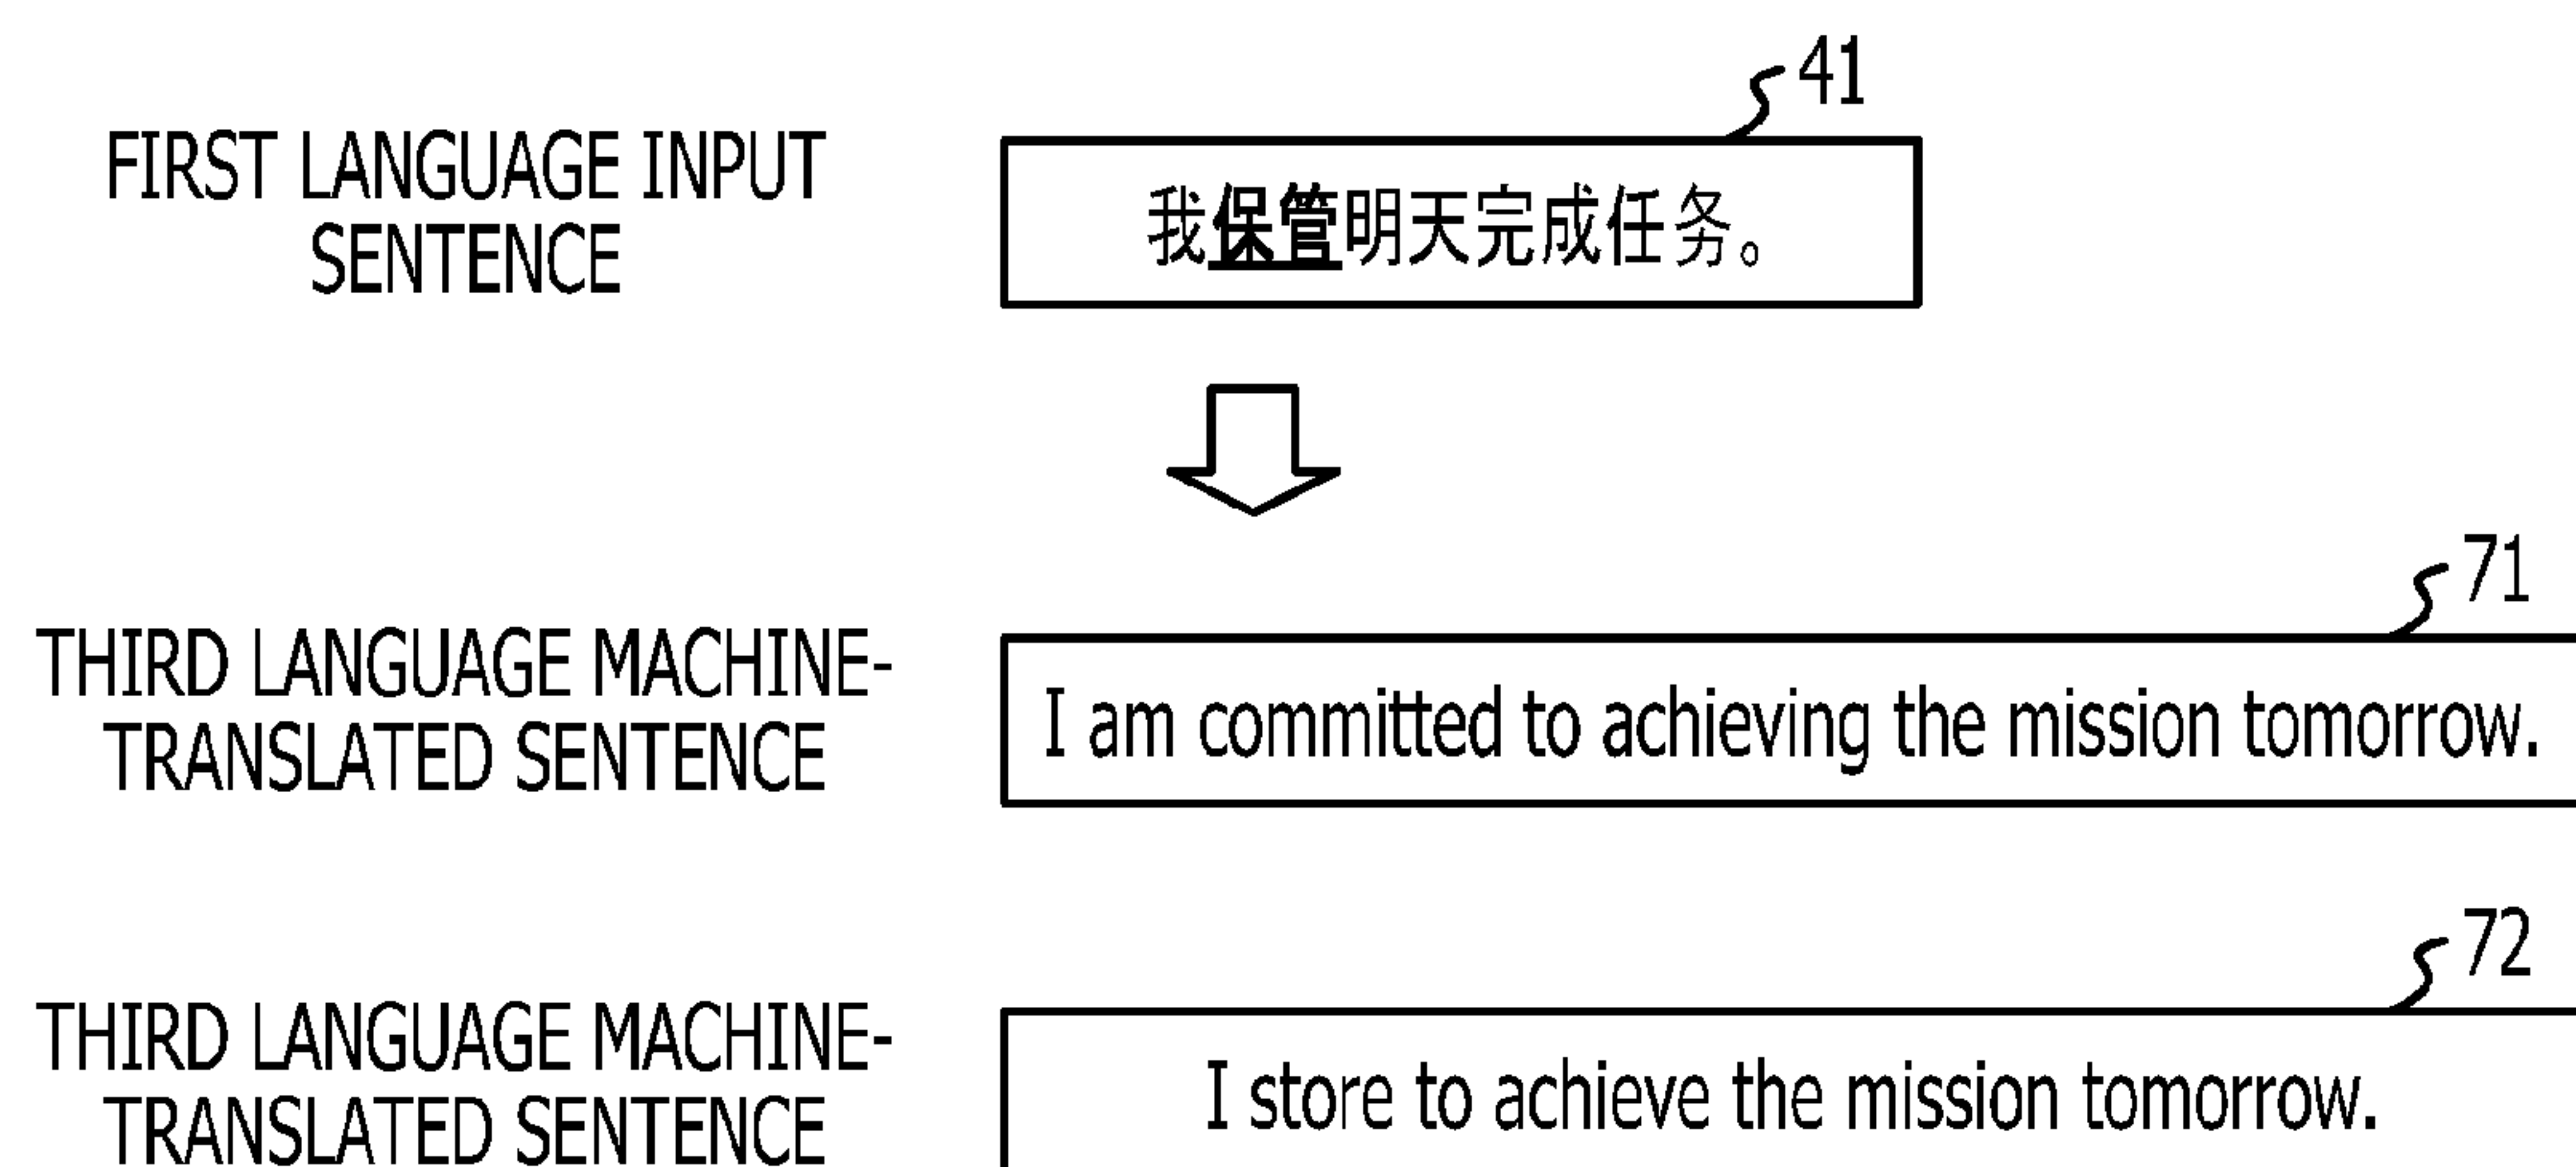 41
FIRST LANGUAGE INPUT
SENTENCE
我保管明天完成任务。
71
THIRD LANGUAGE MACHINE-
TRANSLATED SENTENCE
I am committed to achieving the mission tomorrow.
72
THIRD LANGUAGE MACHINE-
TRANSLATED SENTENCE
I store to achieve the mission tomorrow.